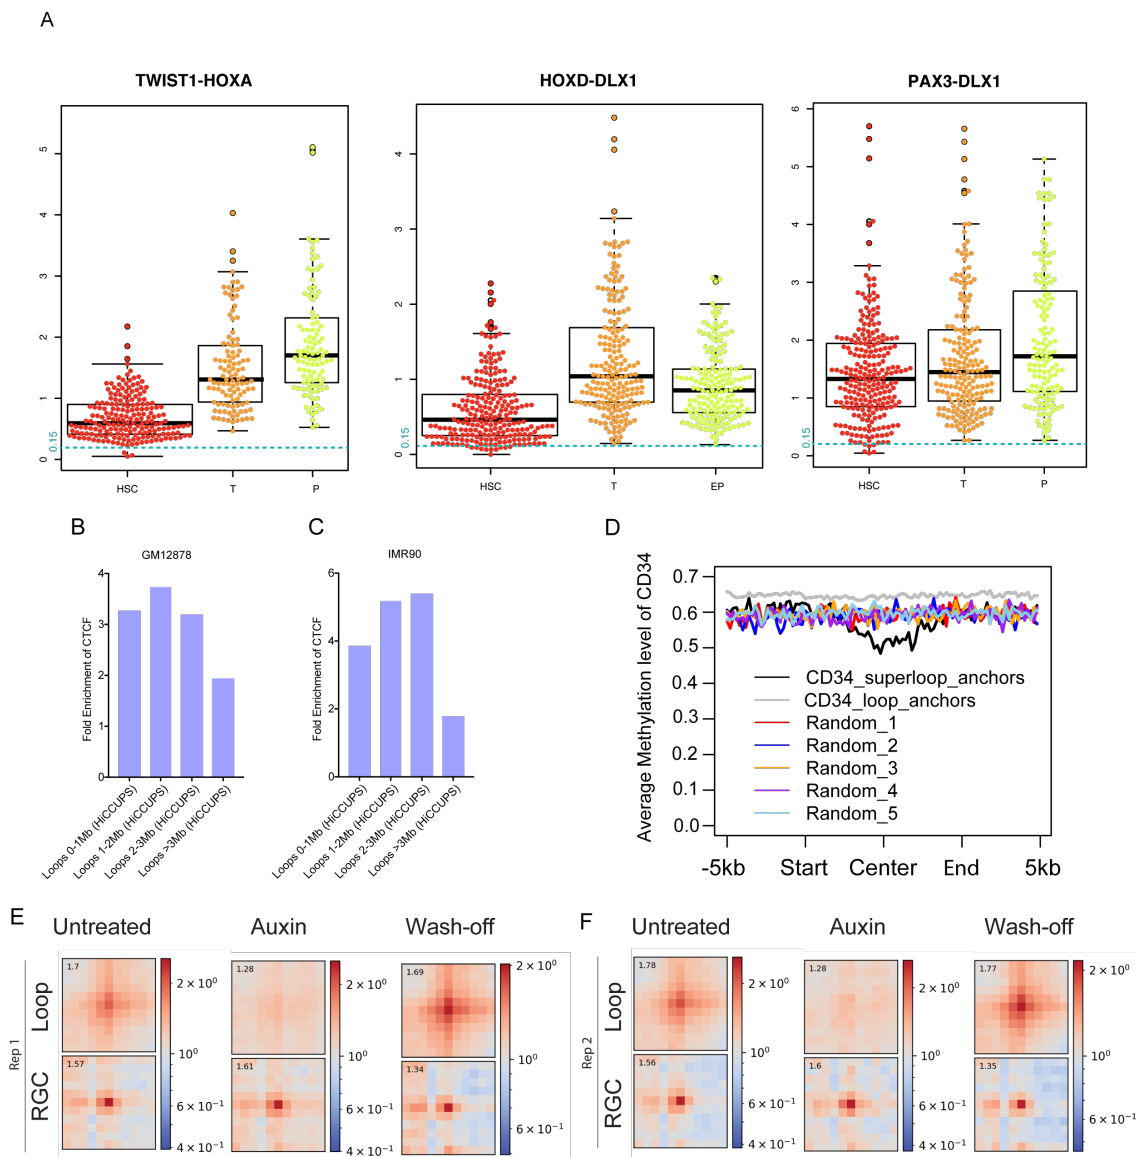 A
TWIST1-HOXA
HOXD-DLX1
PAX3-DLX1
5
4
3
2
1
0
0.15
HSC
T
P
4
3
2
1
0
0.15
HSC
T
EP
6
5
4
3
2
1
0
0.15
HSC
T
P
B
GM12878
Fold Enrichment of CTCF
4
3
2
0
Loops 0-1Mb (HiCCUPS)
Loops 1-2Mb (HiCCUPS)
Loops 2-3Mb (HiCCUPS)
Loops >3Mb (HiCCUPS)
C
IMR90
Fold Enrichment of CTCF
6
4
2
0
Loops 0-1Mb (HiCCUPS)
Loops 1-2Mb (HiCCUPS)
Loops 2-3Mb (HiCCUPS)
Loops >3Mb (HiCCUPS)
D
Average Methylation level of CD34
0.7
0.6
0.5
0.4
0.3
0.2
0.1
0.0
CD34_superloop_anchors
CD34_loop_anchors
Random_1
Random_2
Random_3
Random_4
Random_5
-5kb
Start
Center
End
5kb
E
Untreated
Auxin
Wash-off
Rep 1
Loop
RGC
1.7
1.28
1.69
1.57
1.61
1.34
2 × 10⁰
10⁰
6 × 10⁻¹
4 × 10⁻¹
2 × 10⁰
10⁰
6 × 10⁻¹
4 × 10⁻¹
2 × 10⁰
10⁰
6 × 10⁻¹
F
Untreated
Auxin
Wash-off
Rep 2
Loop
RGC
1.78
1.28
1.77
1.56
1.6
1.35
2 × 10⁰
10⁰
6 × 10⁻¹
4 × 10⁻¹
2 × 10⁰
10⁰
6 × 10⁻¹
4 × 10⁻¹
2 × 10⁰
10⁰
6 × 10⁻¹